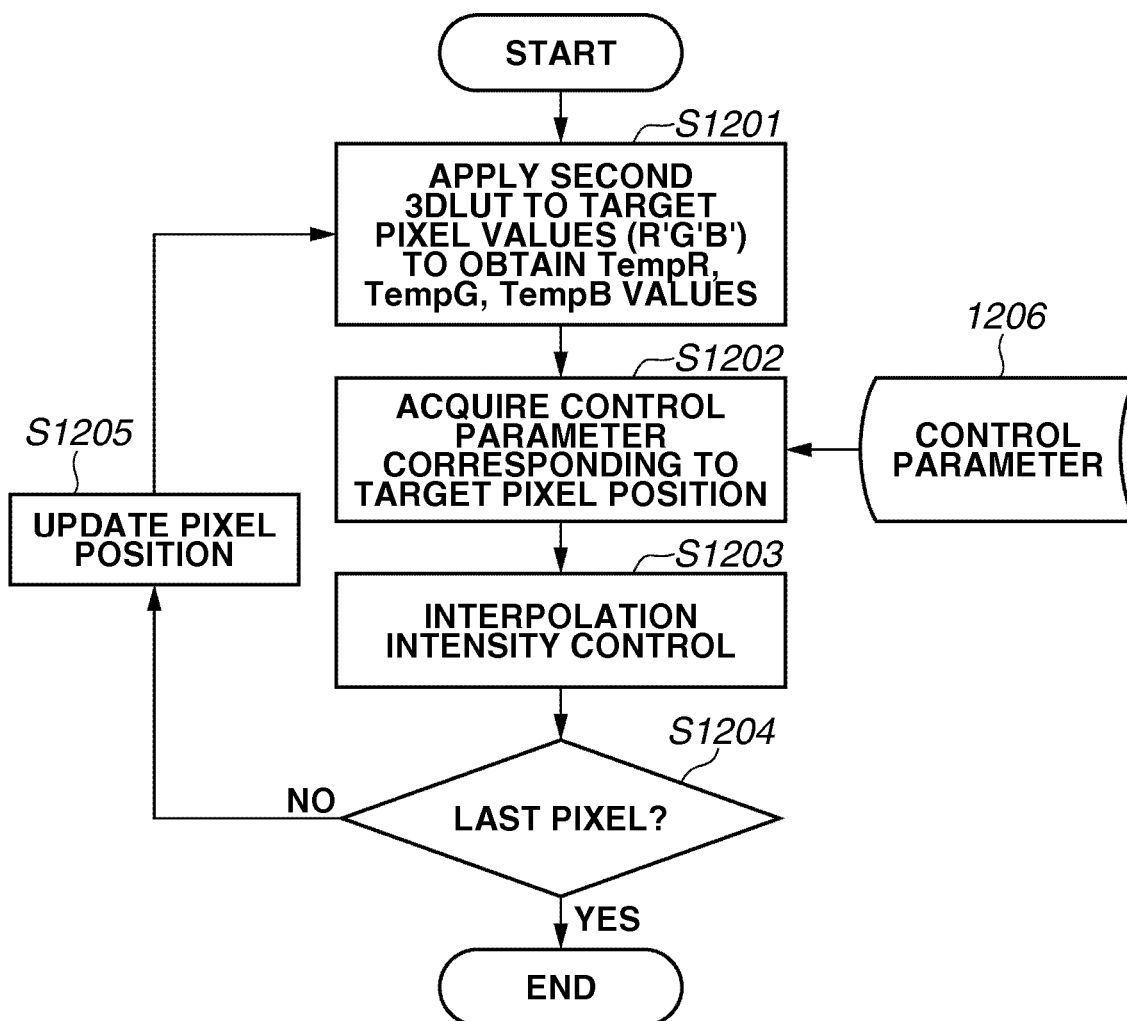 START
S1201
APPLY SECOND
3DLUT TO TARGET
PIXEL VALUES (R'G'B')
TO OBTAIN TempR,
TempG, TempB VALUES
S1202
1206
ACQUIRE CONTROL
PARAMETER
CORRESPONDING TO
TARGET PIXEL POSITION
CONTROL
PARAMETER
S1205
UPDATE PIXEL
POSITION
S1203
INTERPOLATION
INTENSITY CONTROL
S1204
LAST PIXEL?
NO
YES
END